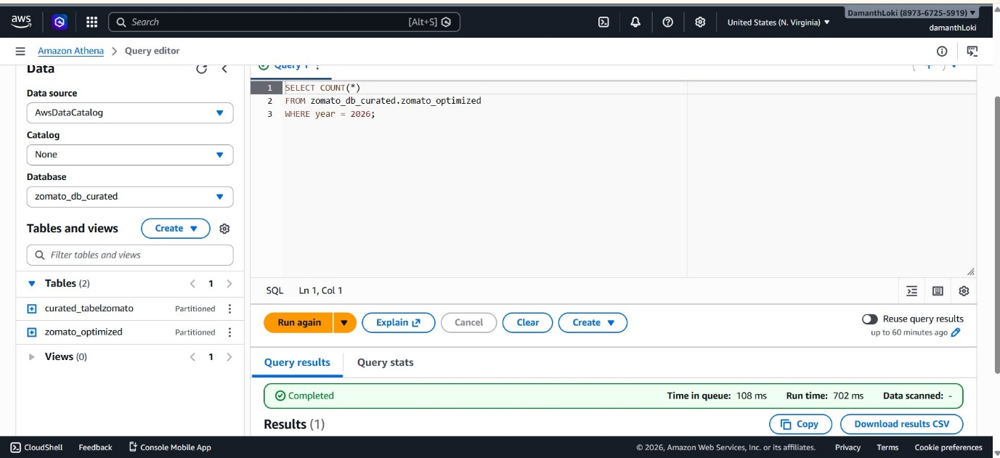 aws
Search [Alt+S]
United States (N. Virginia)
DamanthLoki (8973-6725-5919)
damanthLoki
Amazon Athena > Query editor
Data
Data source
AwsDataCatalog
Catalog
None
Database
zomato_db_curated
Tables and views Create
Filter tables and views
Tables (2) 1
curated_tabelzomato Partitioned
zomato_optimized Partitioned
Views (0) 1
Query 1
1 SELECT COUNT(*)
2 FROM zomato_db_curated.zomato_optimized
3 WHERE year = 2026;
SQL Ln 1, Col 1
Run again Explain Cancel Clear Create
Reuse query results
up to 60 minutes ago
Query results Query stats
Completed Time in queue: 108 ms Run time: 702 ms Data scanned: -
Results (1) Copy Download results CSV
CloudShell Feedback Console Mobile App © 2026, Amazon Web Services, Inc. or its affiliates. Privacy Terms Cookie preferences